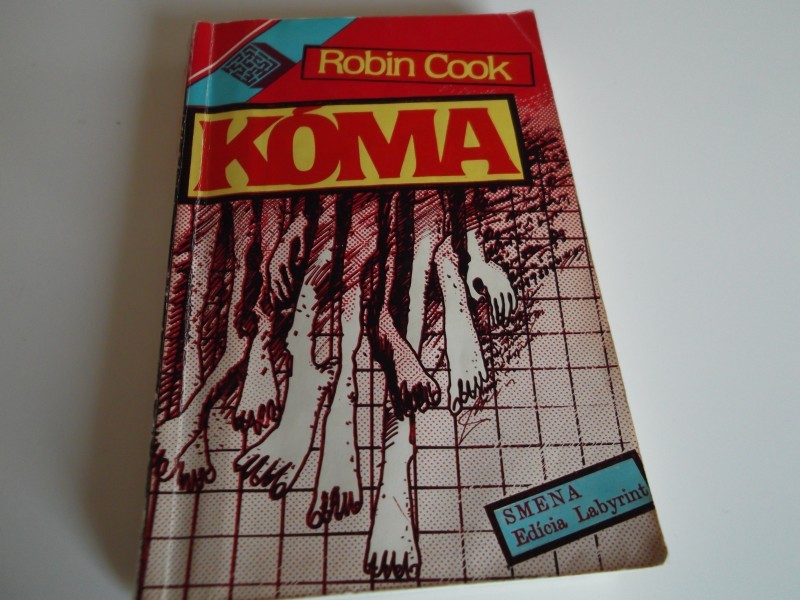 Robin Cook
KÓMA
SMENA
Edícia Labyrint